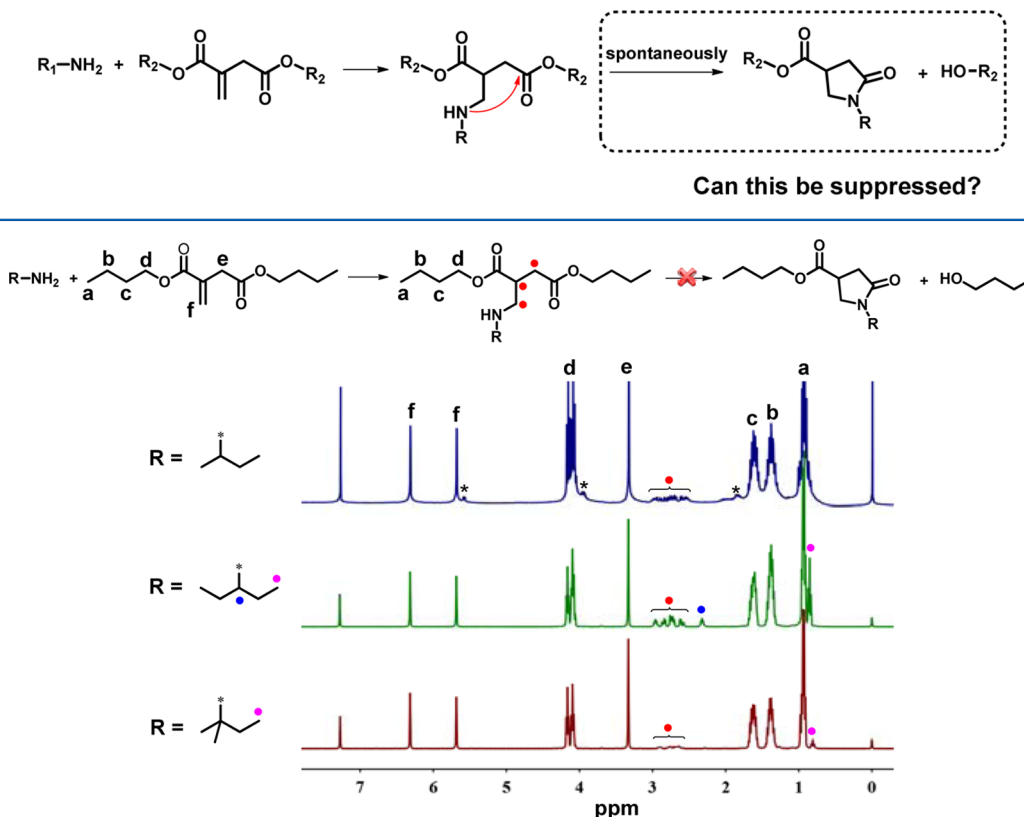 R₁–NH₂ + R₂ O O O O R₂ R₂ O O O O R₂ HN R spontaneously R₂ O O N O R + HO–R₂
Can this be suppressed?
R–NH₂ + a b c d O O e O O f a b c d O O O O HN R O O N O R + HO
d e a
f f c b
R = * * * *
R = *
R = *
7 6 5 4 3 2 1 0
ppm